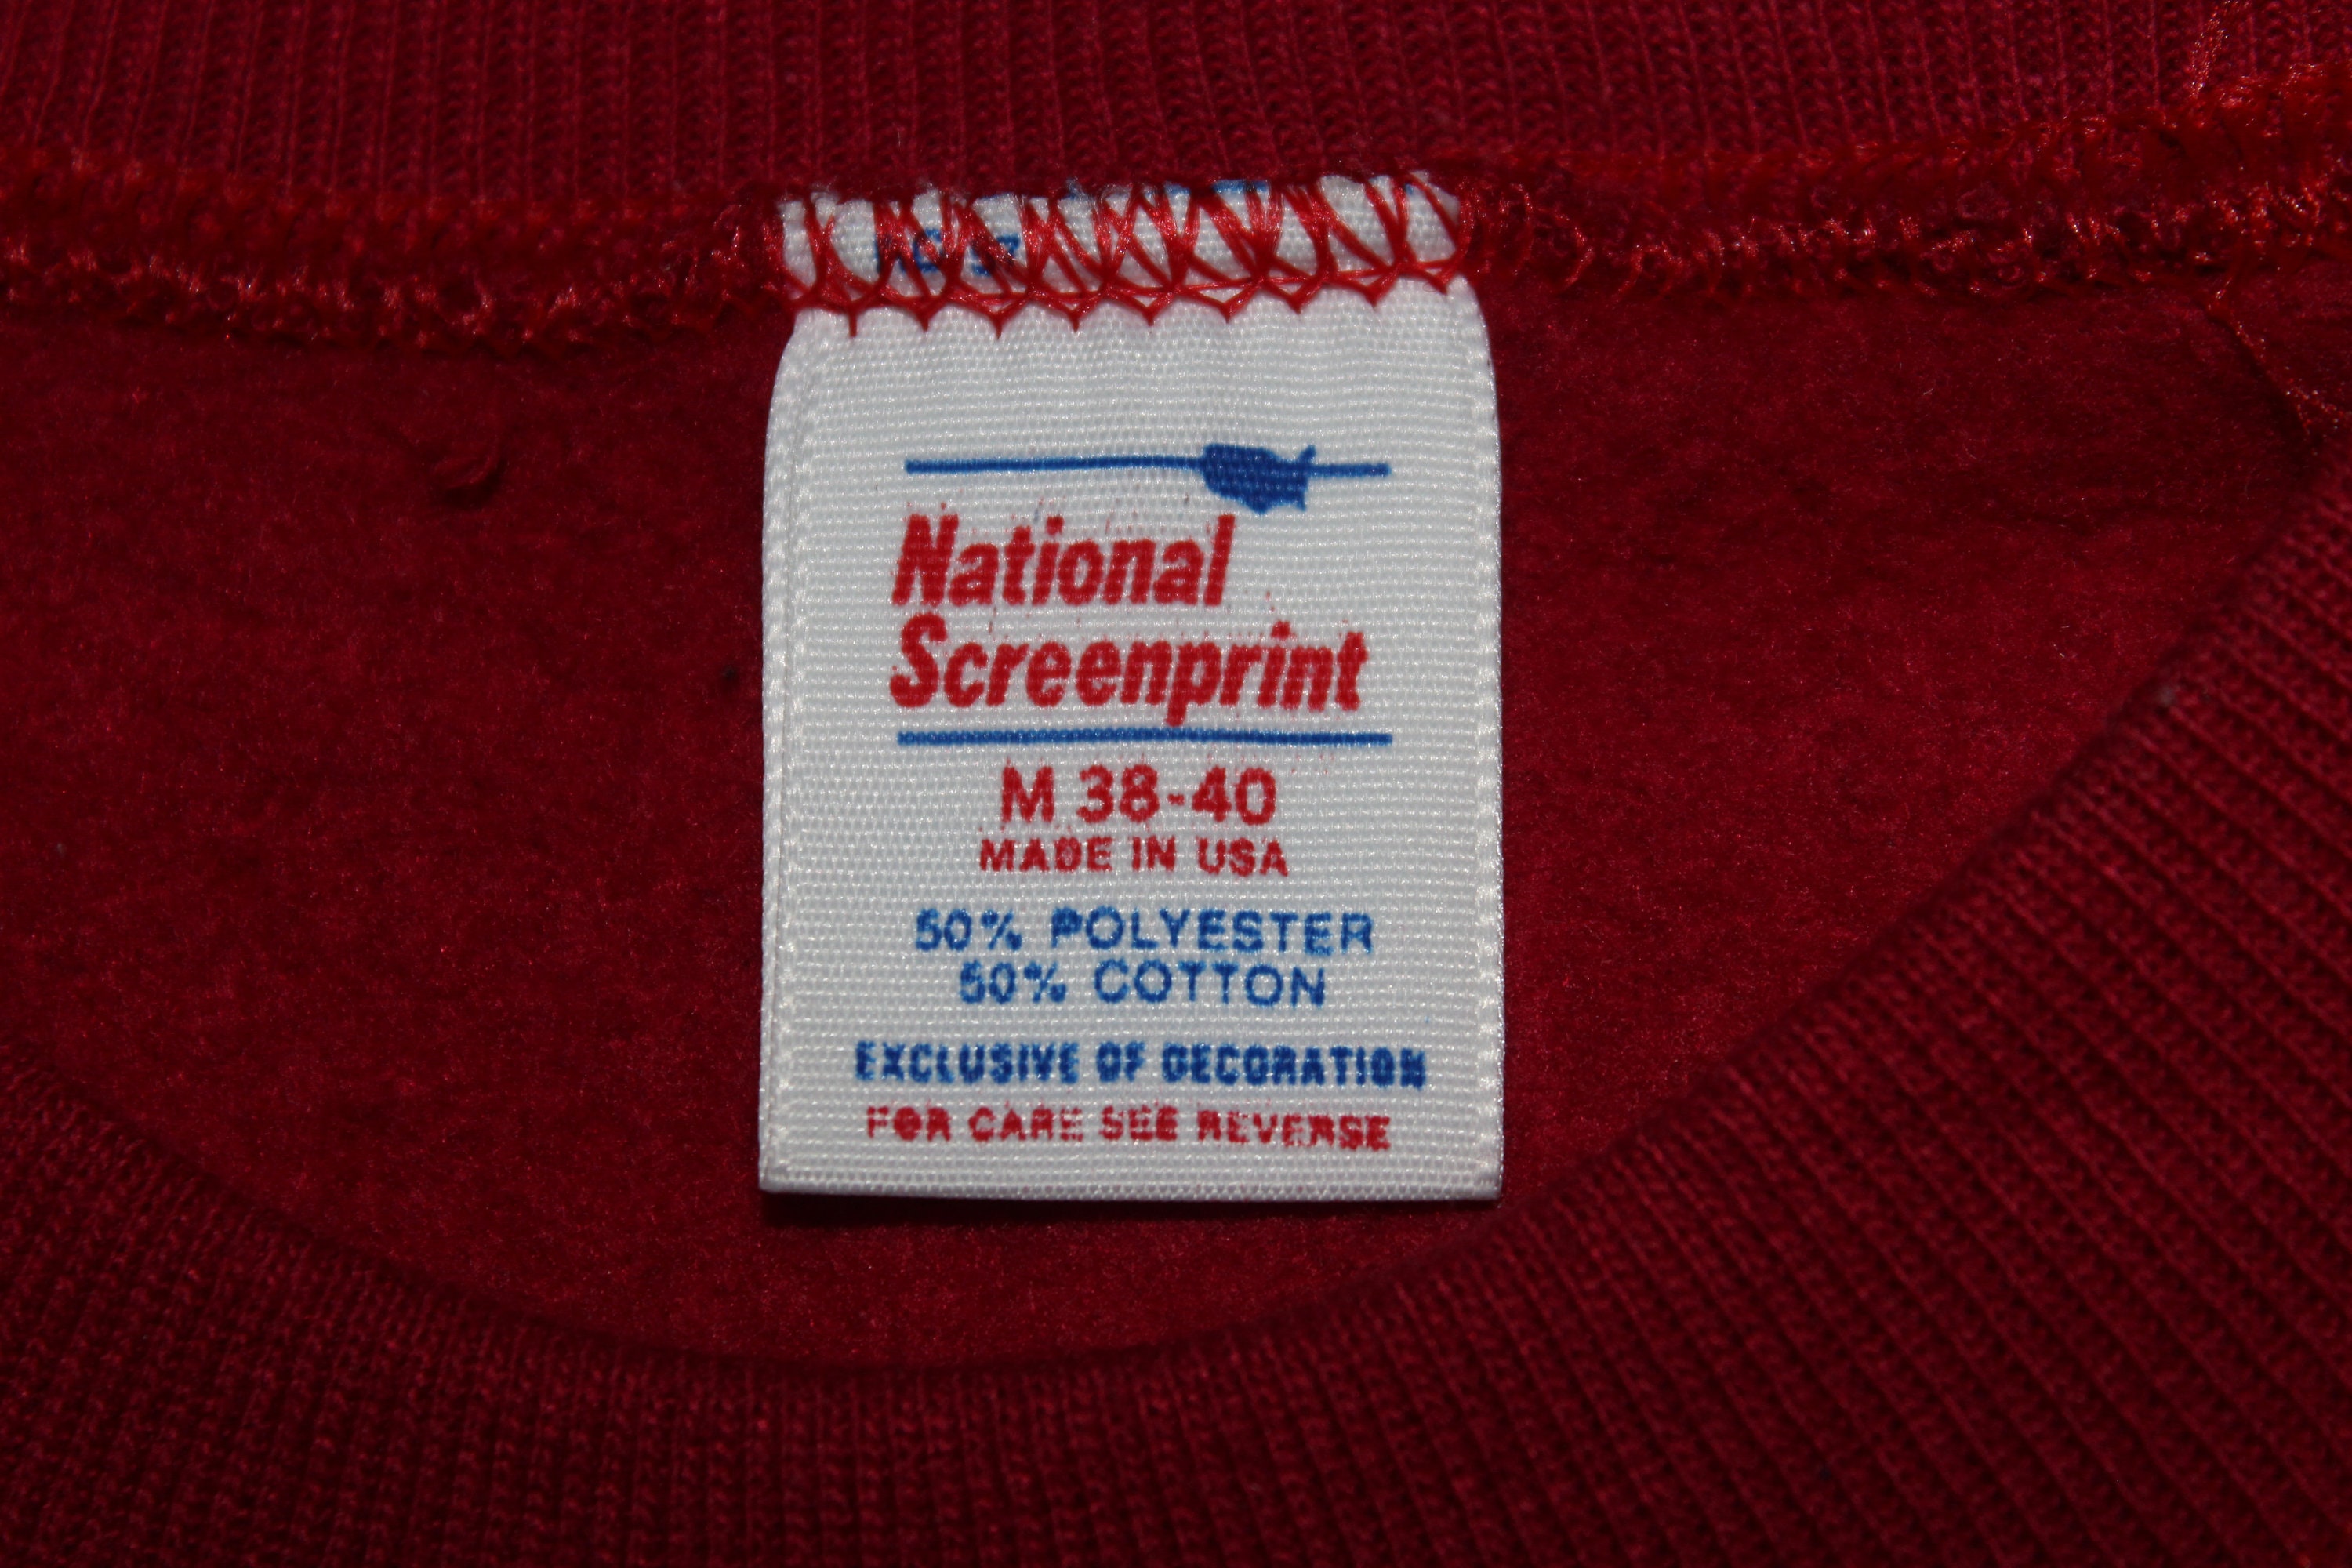 National
Screenprint
M 38-40
MADE IN USA
50% POLYESTER
50% COTTON
EXCLUSIVE OF DECORATION
FOR CARE SEE REVERSE